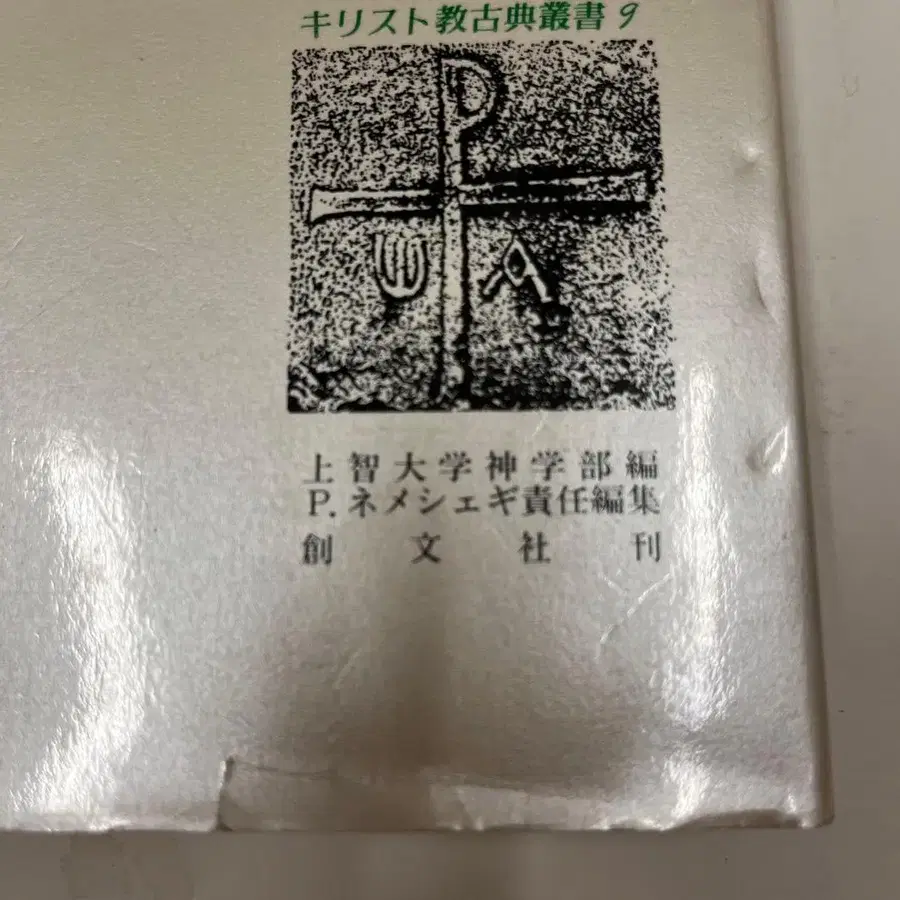 キリスト教古典叢書 9
ω Α
上智大学神学部編
P. ネメシェギ責任編集
創文社刊